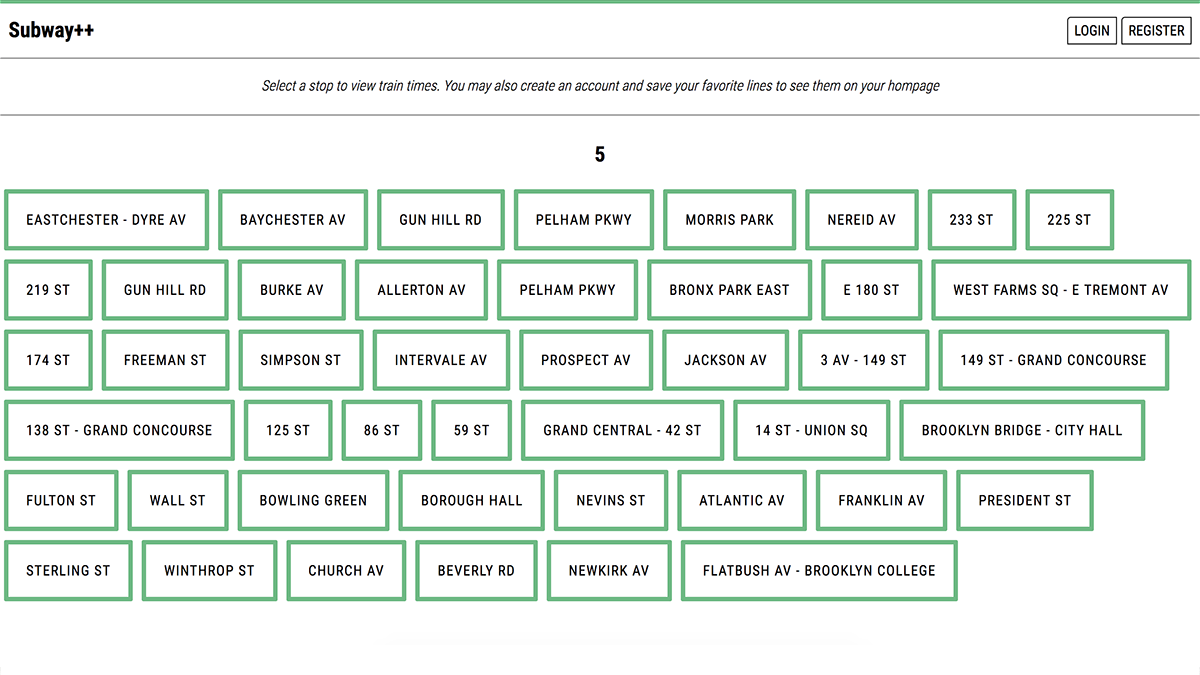 Subway++
LOGIN REGISTER
Select a stop to view train times. You may also create an account and save your favorite lines to see them on your hompage
5
EASTCHESTER - DYRE AV BAYCHESTER AV GUN HILL RD PELHAM PKWY MORRIS PARK NEREID AV 233 ST 225 ST
219 ST GUN HILL RD BURKE AV ALLERTON AV PELHAM PKWY BRONX PARK EAST E 180 ST WEST FARMS SQ - E TREMONT AV
174 ST FREEMAN ST SIMPSON ST INTERVALE AV PROSPECT AV JACKSON AV 3 AV - 149 ST 149 ST - GRAND CONCOURSE
138 ST - GRAND CONCOURSE 125 ST 86 ST 59 ST GRAND CENTRAL - 42 ST 14 ST - UNION SQ BROOKLYN BRIDGE - CITY HALL
FULTON ST WALL ST BOWLING GREEN BOROUGH HALL NEVINS ST ATLANTIC AV FRANKLIN AV PRESIDENT ST
STERLING ST WINTHROP ST CHURCH AV BEVERLY RD NEWKIRK AV FLATBUSH AV - BROOKLYN COLLEGE